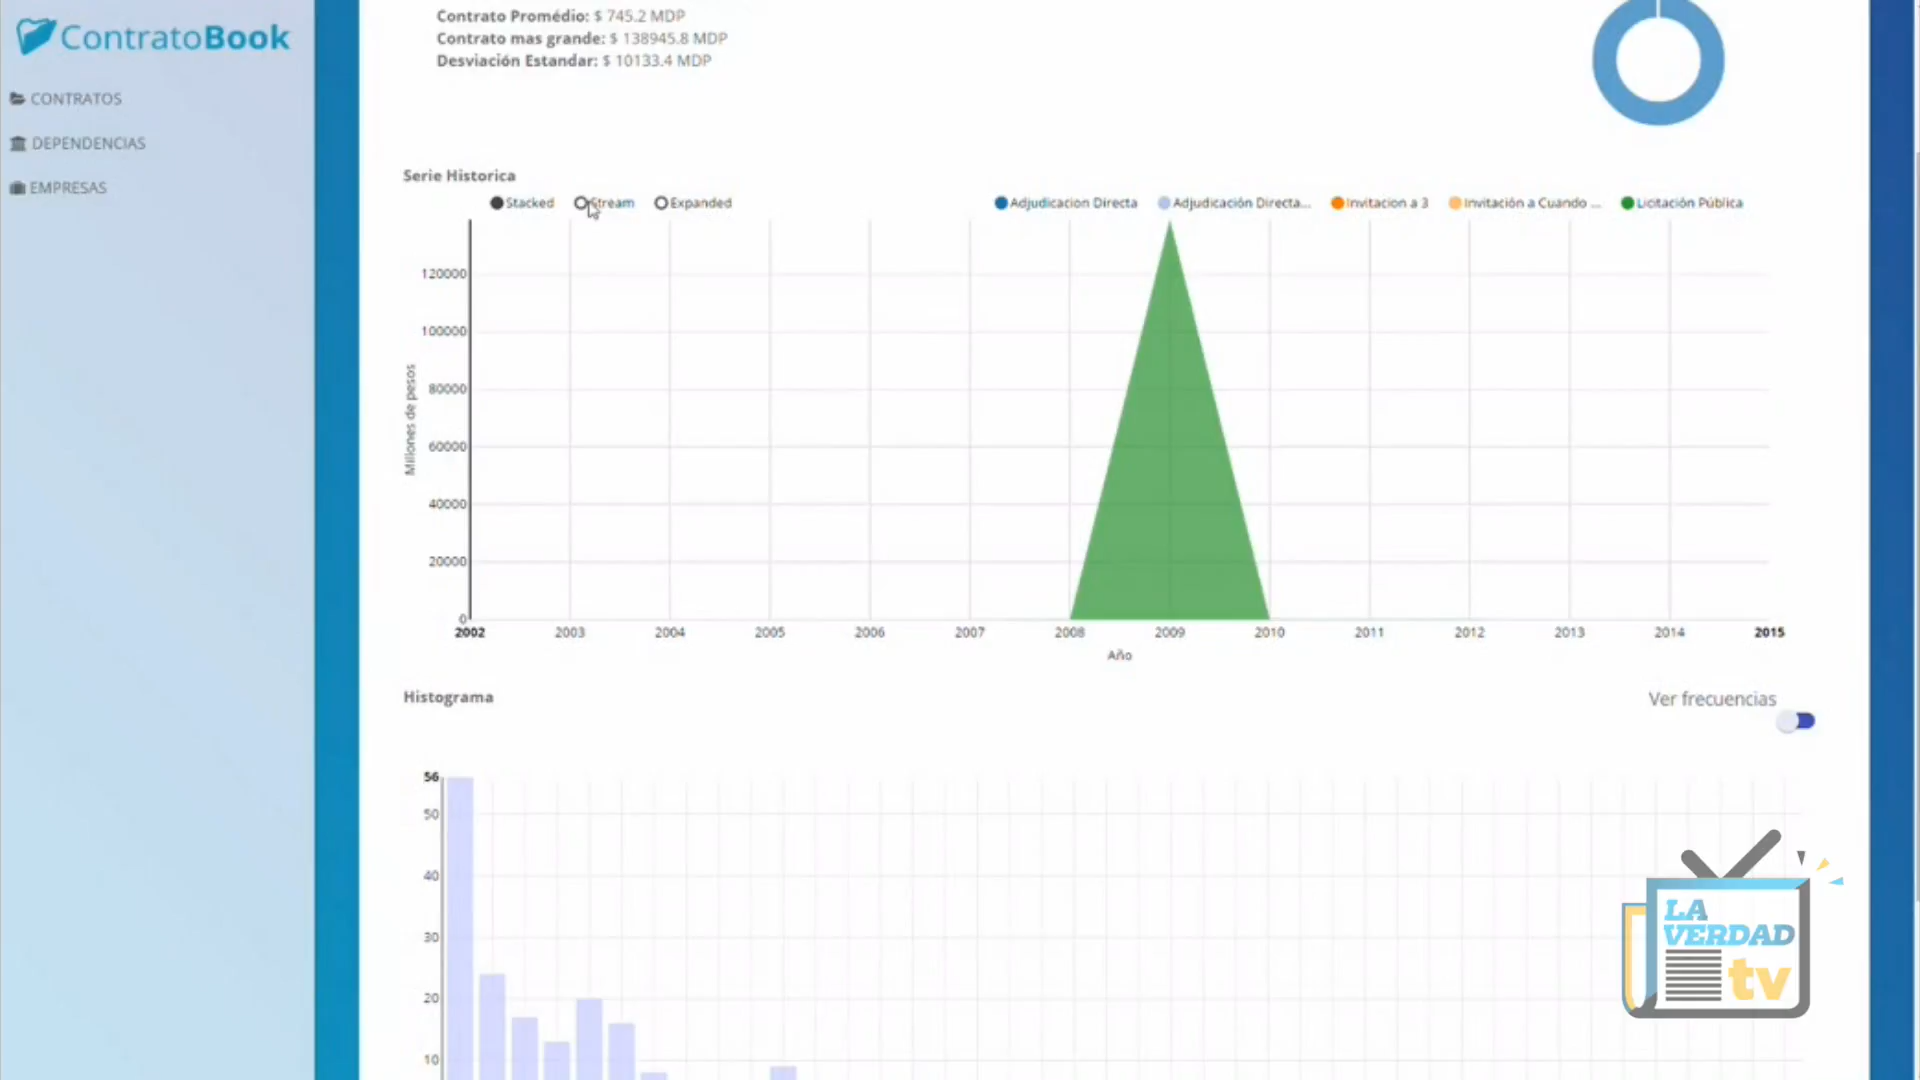 ContratoBook
CONTRATOS
DEPENDENCIAS
EMPRESAS
Contrato Promédio: $ 745.2 MDP
Contrato mas grande: $ 138945.8 MDP
Desviación Estandar: $ 10133.4 MDP
Serie Historica
Stacked Stream Expanded Adjudicacion Directa Adjudicación Directa... Invitacion a 3 Invitación a Cuando ... Licitación Pública
Millones de pesos
120000
100000
80000
60000
40000
20000
0
2002 2003 2004 2005 2006 2007 2008 2009 2010 2011 2012 2013 2014 2015
Año
Histograma
Ver frecuencias
56
50
40
30
20
10
LA
VERDAD
tv